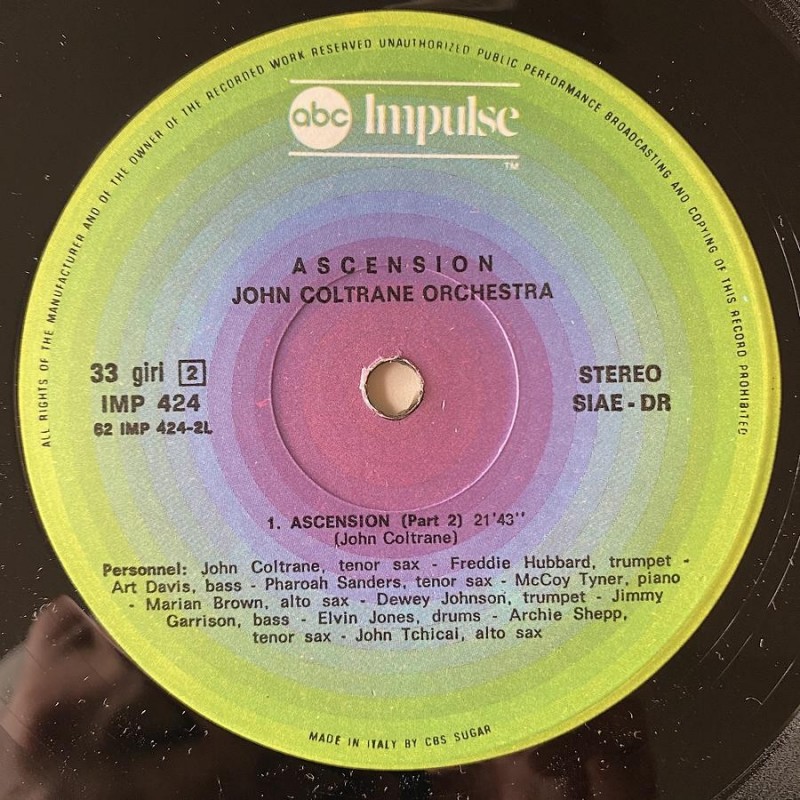 ALL RIGHTS OF THE MANUFACTURER AND OF THE OWNER OF THE RECORDED WORK RESERVED UNAUTHORIZED PUBLIC PERFORMANCE BROADCASTING AND COPYING OF THIS RECORD PROHIBITED
abc Impulse
TM
ASCENSION
JOHN COLTRANE ORCHESTRA
33 giri 2
IMP 424
62 IMP 424-2L
STEREO
SIAE - DR
1. ASCENSION (Part 2) 21'43''
(John Coltrane)
Personnel: John Coltrane, tenor sax - Freddie Hubbard, trumpet -
Art Davis, bass - Pharoah Sanders, tenor sax - McCoy Tyner, piano
- Marian Brown, alto sax - Dewey Johnson, trumpet - Jimmy
Garrison, bass - Elvin Jones, drums - Archie Shepp,
tenor sax - John Tchicai, alto sax
MADE IN ITALY BY CBS SUGAR